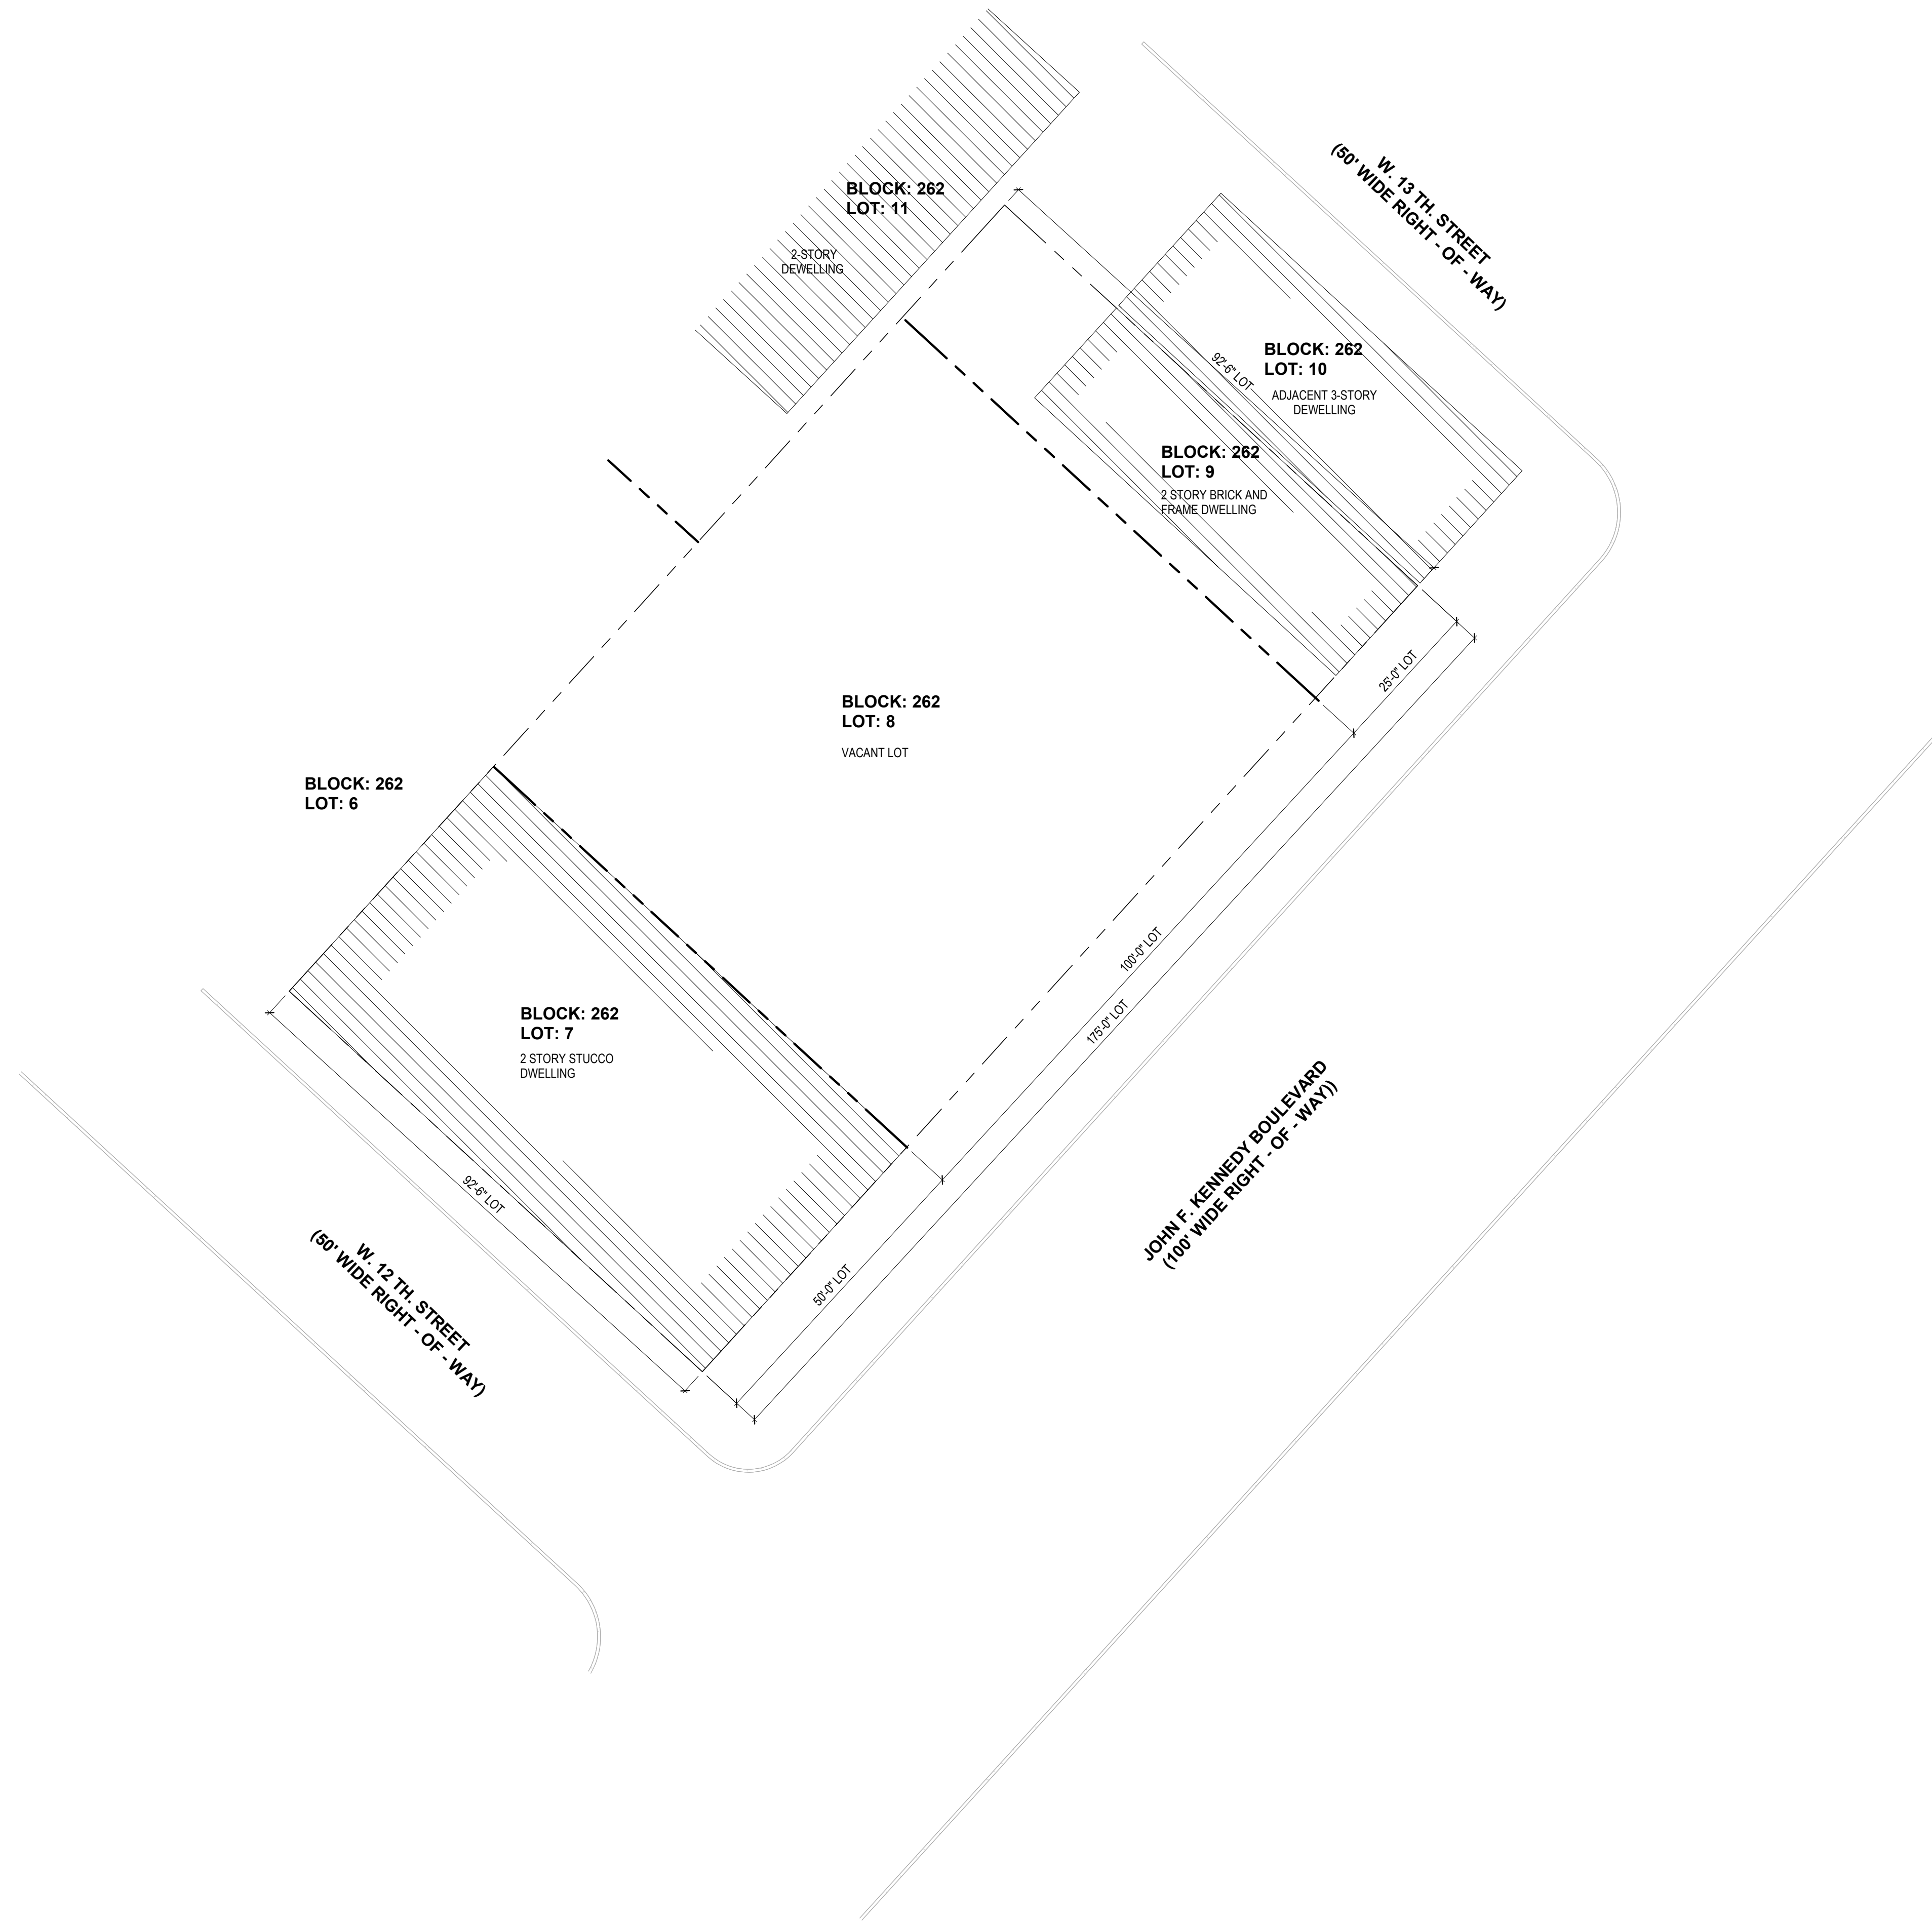 W. 13 TH. STREET
(50' WIDE RIGHT - OF - WAY)
BLOCK: 262
LOT: 11
2-STORY
DEWELLING
92'-6" LOT
BLOCK: 262
LOT: 10
ADJACENT 3-STORY
DEWELLING
BLOCK: 262
LOT: 9
2 STORY BRICK AND
FRAME DWELLING
25'-0" LOT
BLOCK: 262
LOT: 8
VACANT LOT
BLOCK: 262
LOT: 6
100'-0" LOT
175'-0" LOT
BLOCK: 262
LOT: 7
2 STORY STUCCO
DWELLING
JOHN F. KENNEDY BOULEVARD
(100' WIDE RIGHT - OF - WAY))
92'-6" LOT
50'-0" LOT
W. 12 TH. STREET
(50' WIDE RIGHT - OF - WAY)